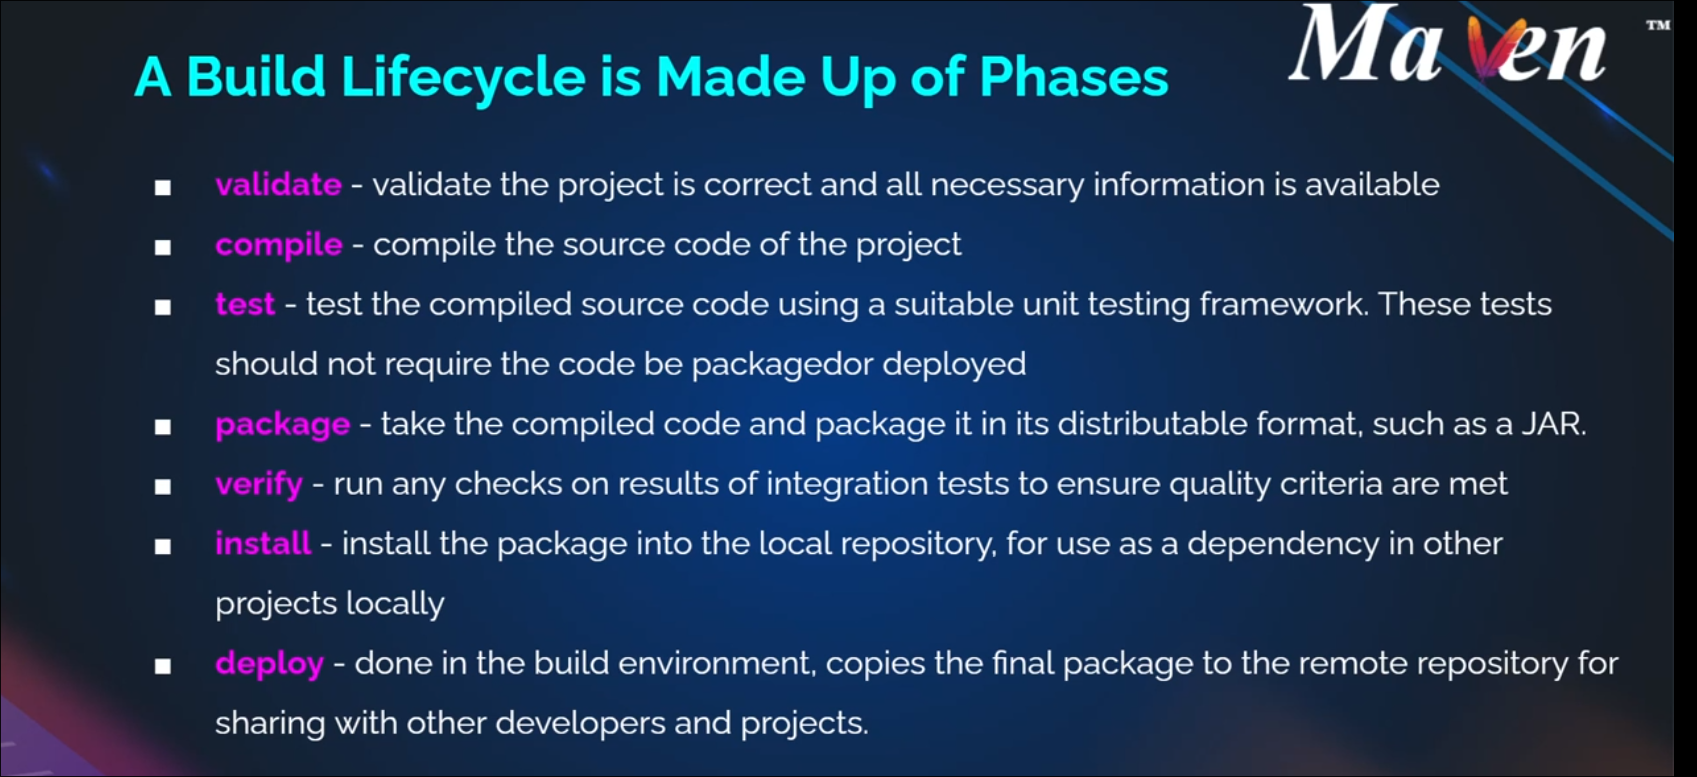 Maven ™
A Build Lifecycle is Made Up of Phases
▪ validate - validate the project is correct and all necessary information is available
▪ compile - compile the source code of the project
▪ test - test the compiled source code using a suitable unit testing framework. These tests
should not require the code be packagedor deployed
▪ package - take the compiled code and package it in its distributable format, such as a JAR.
▪ verify - run any checks on results of integration tests to ensure quality criteria are met
▪ install - install the package into the local repository, for use as a dependency in other
projects locally
▪ deploy - done in the build environment, copies the final package to the remote repository for
sharing with other developers and projects.